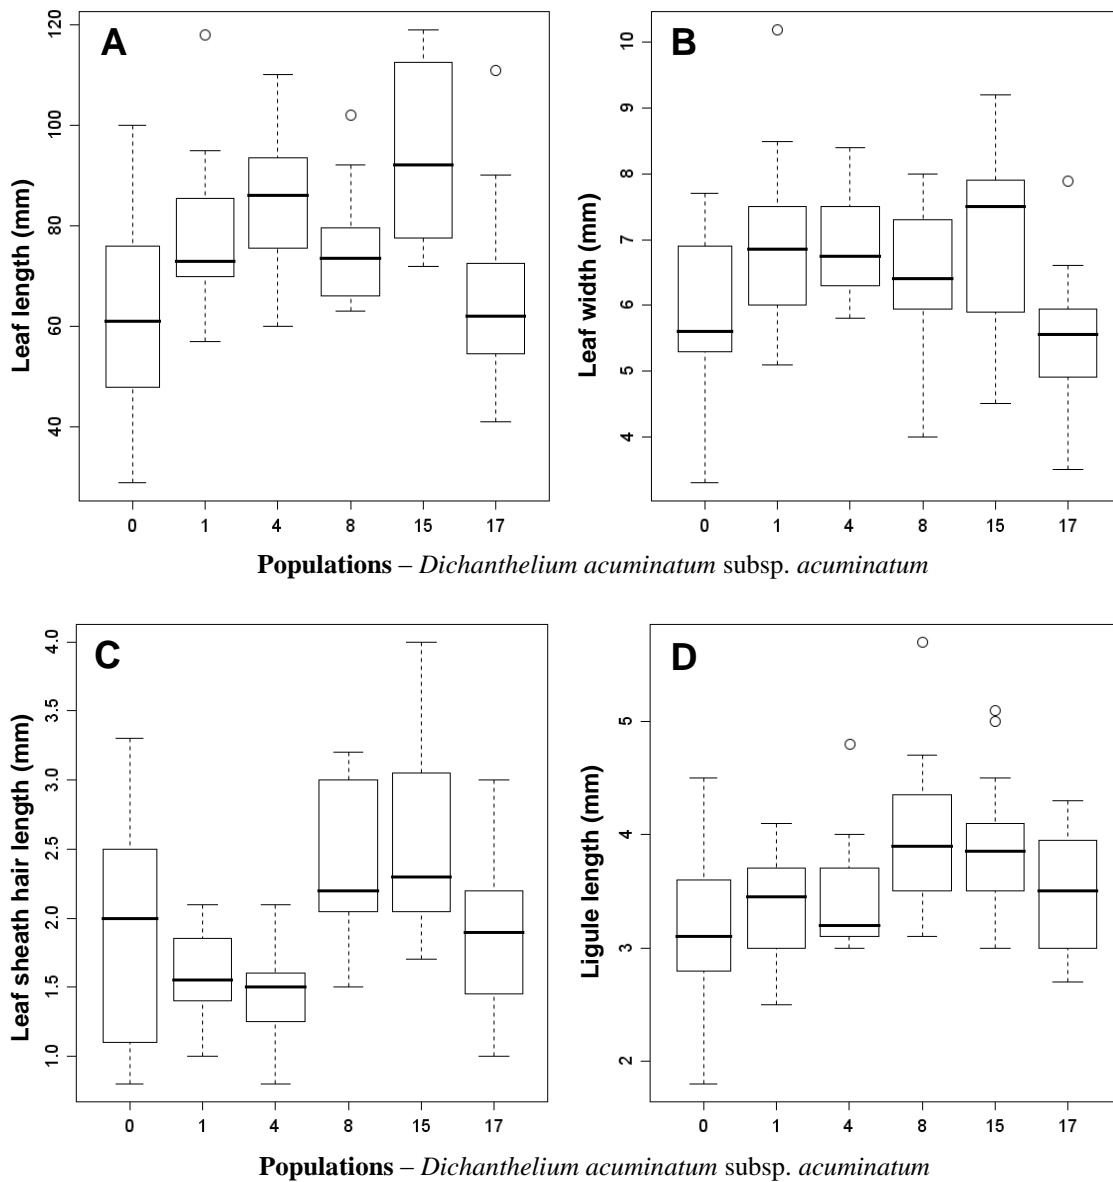 A
Leaf length (mm)
120
100
80
60
40
0 1 4 8 15 17
B
Leaf width (mm)
10
9
8
7
6
5
4
0 1 4 8 15 17
Populations – Dichanthelium acuminatum subsp. acuminatum
C
Leaf sheath hair length (mm)
4.0
3.5
3.0
2.5
2.0
1.5
1.0
0 1 4 8 15 17
D
Ligule length (mm)
5
4
3
2
0 1 4 8 15 17
Populations – Dichanthelium acuminatum subsp. acuminatum